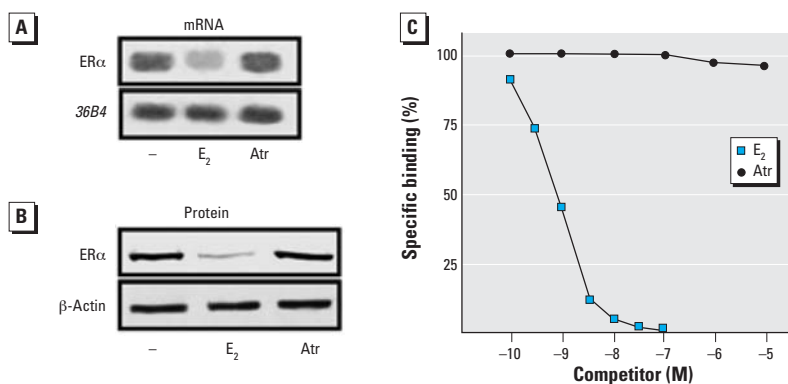 A
mRNA
ERα
36B4
– E₂ Atr
B
Protein
ERα
β-Actin
– E₂ Atr
C
Specific binding (%)
100
75
50
25
E₂
Atr
–10 –9 –8 –7 –6 –5
Competitor (M)